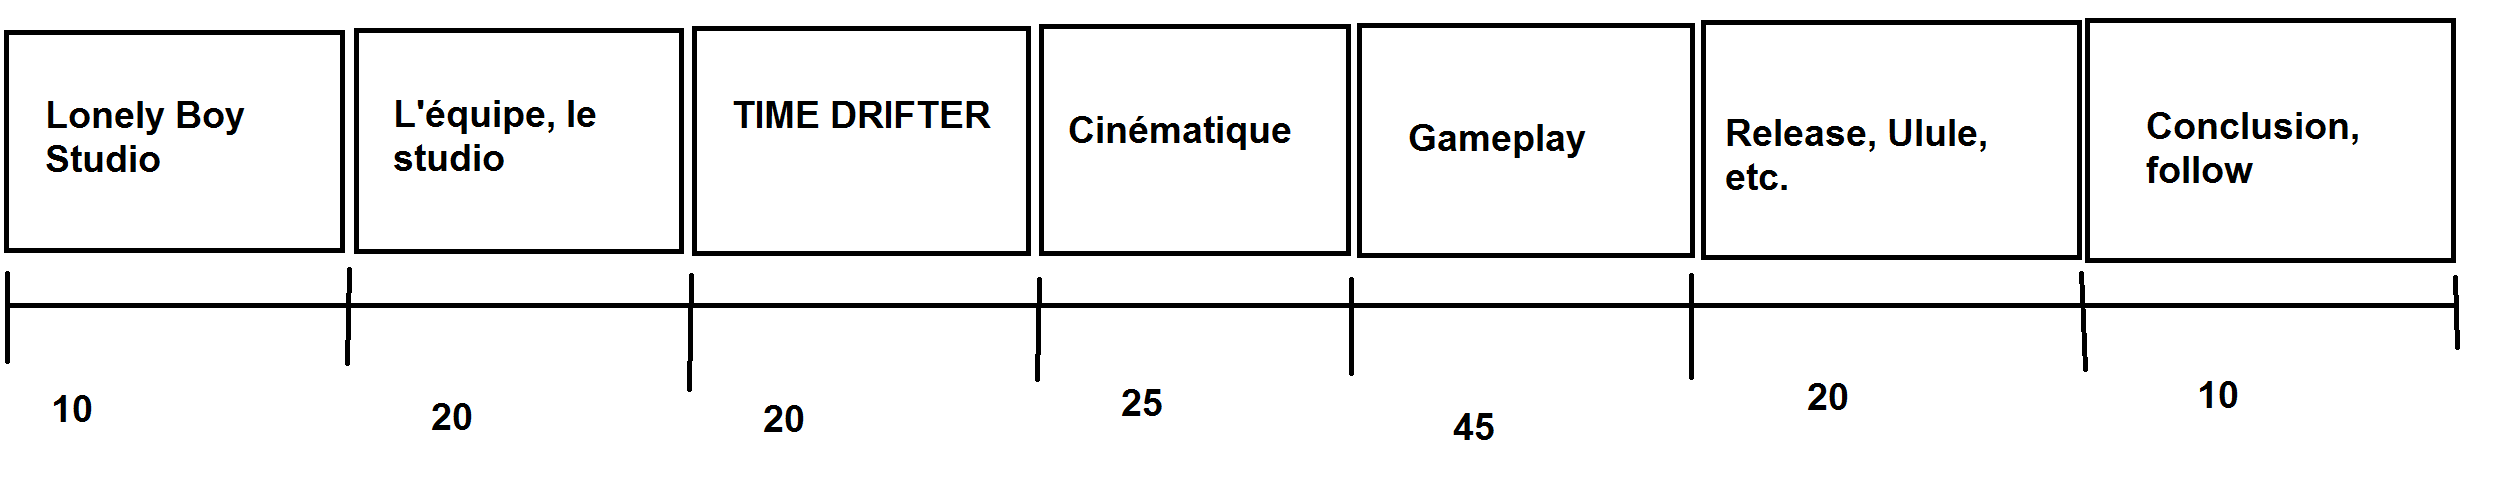 Lonely Boy
Studio
L'équipe, le
studio
TIME DRIFTER
Cinématique
Gameplay
Release, Ulule,
etc.
Conclusion,
follow
10
20
20
25
45
20
10